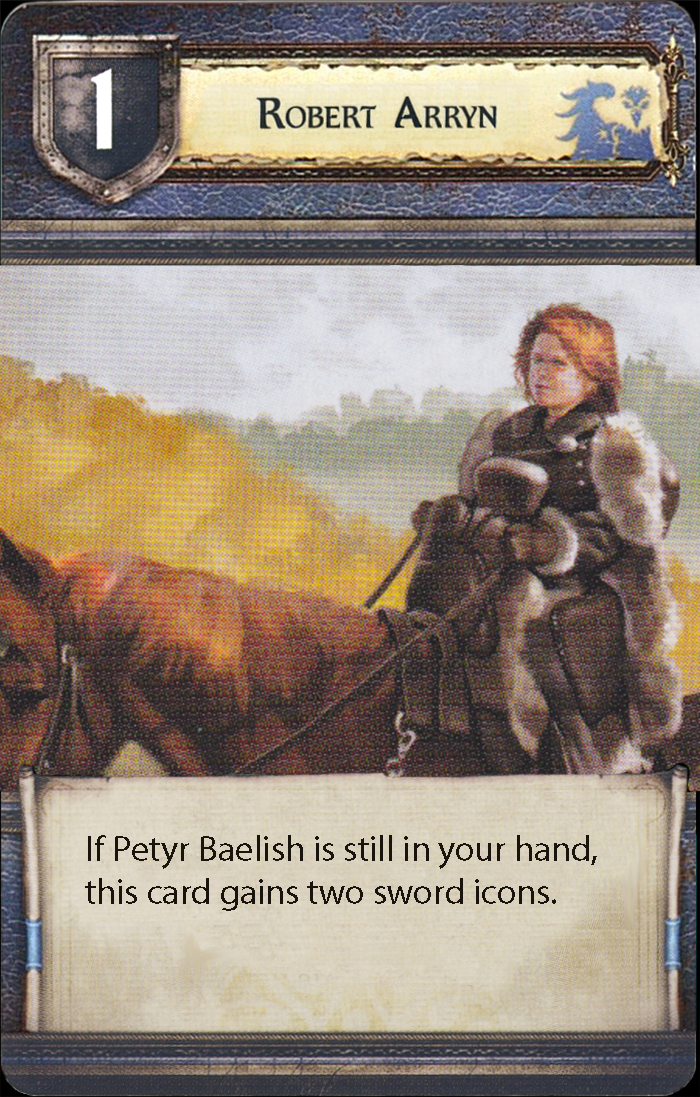 1
Robert Arryn
If Petyr Baelish is still in your hand,
this card gains two sword icons.